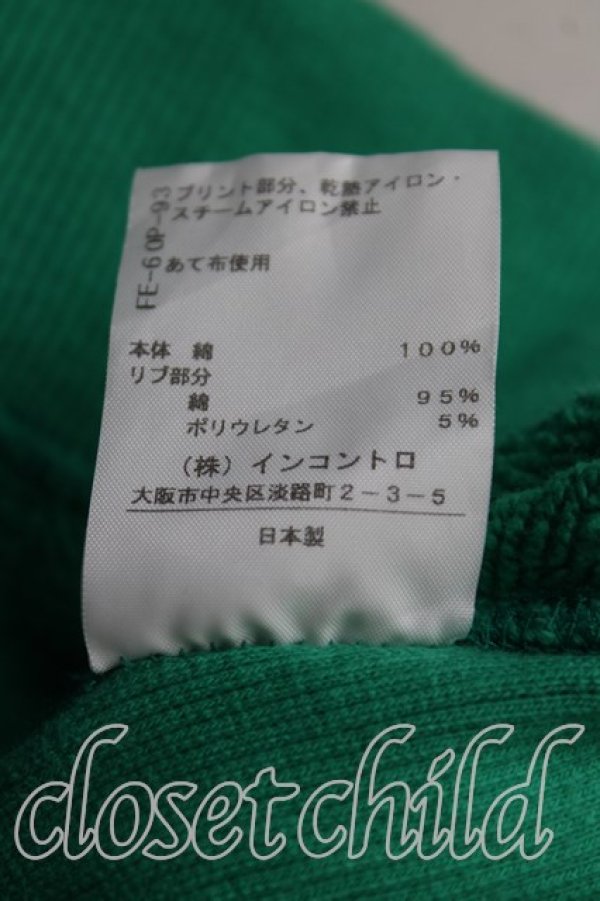 FE-60P-93
プリント部分、乾熱アイロン・
スチームアイロン禁止
あて布使用
本体 綿 100%
リブ部分
綿 95%
ポリウレタン 5%
(株) インコントロ
大阪市中央区淡路町2-3-5
日本製
closet child